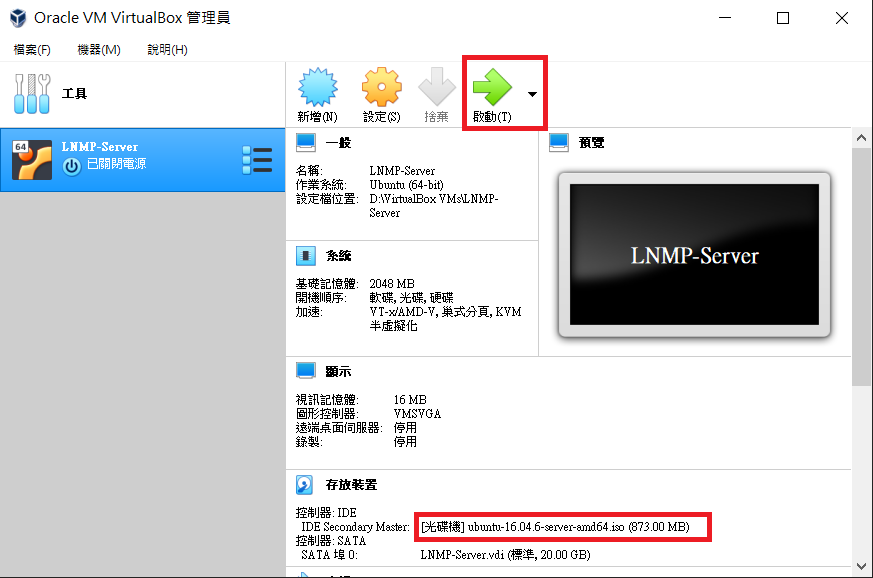 Oracle VM VirtualBox 管理員
檔案(F) 機器(M) 說明(H)
工具
新增(N) 設定(S) 捨棄 啟動(T)
64
LNMP-Server
已關閉電源
一般
名稱: LNMP-Server
作業系統: Ubuntu (64-bit)
設定檔位置: D:\VirtualBox VMs\LNMP-
Server
預覽
LNMP-Server
系統
基礎記憶體: 2048 MB
開機順序: 軟碟, 光碟, 硬碟
加速: VT-x/AMD-V, 巢式分頁, KVM
半虛擬化
顯示
視訊記憶體: 16 MB
圖形控制器: VMSVGA
遠端桌面伺服器: 停用
錄製: 停用
存放裝置
控制器: IDE
IDE Secondary Master: [光碟機] ubuntu-16.04.6-server-amd64.iso (873.00 MB)
控制器: SATA
SATA 埠 0: LNMP-Server.vdi (標準, 20.00 GB)